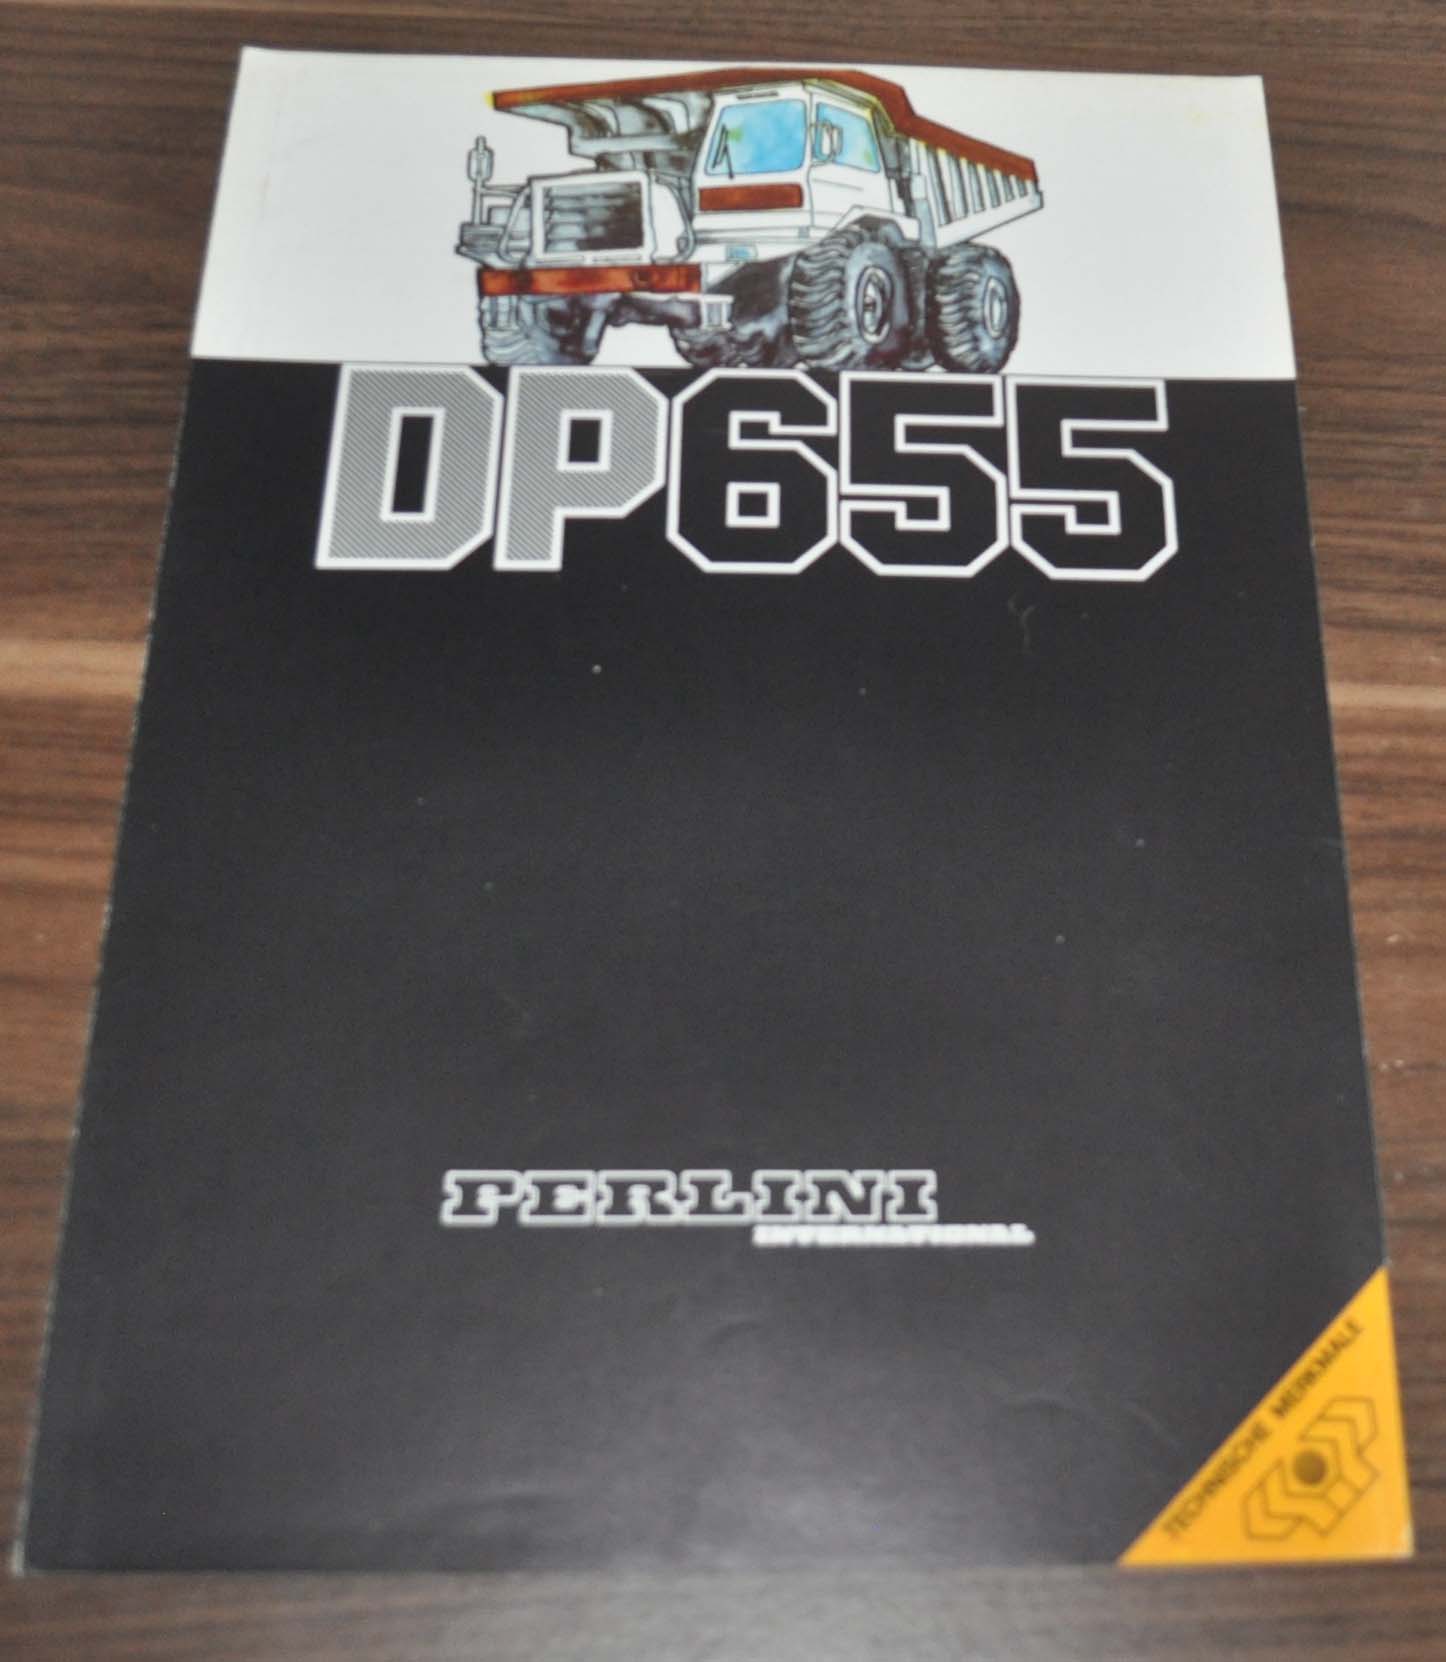 DP655
PERLINI
INTERNATIONAL
TECHNISCHE MERKMALE